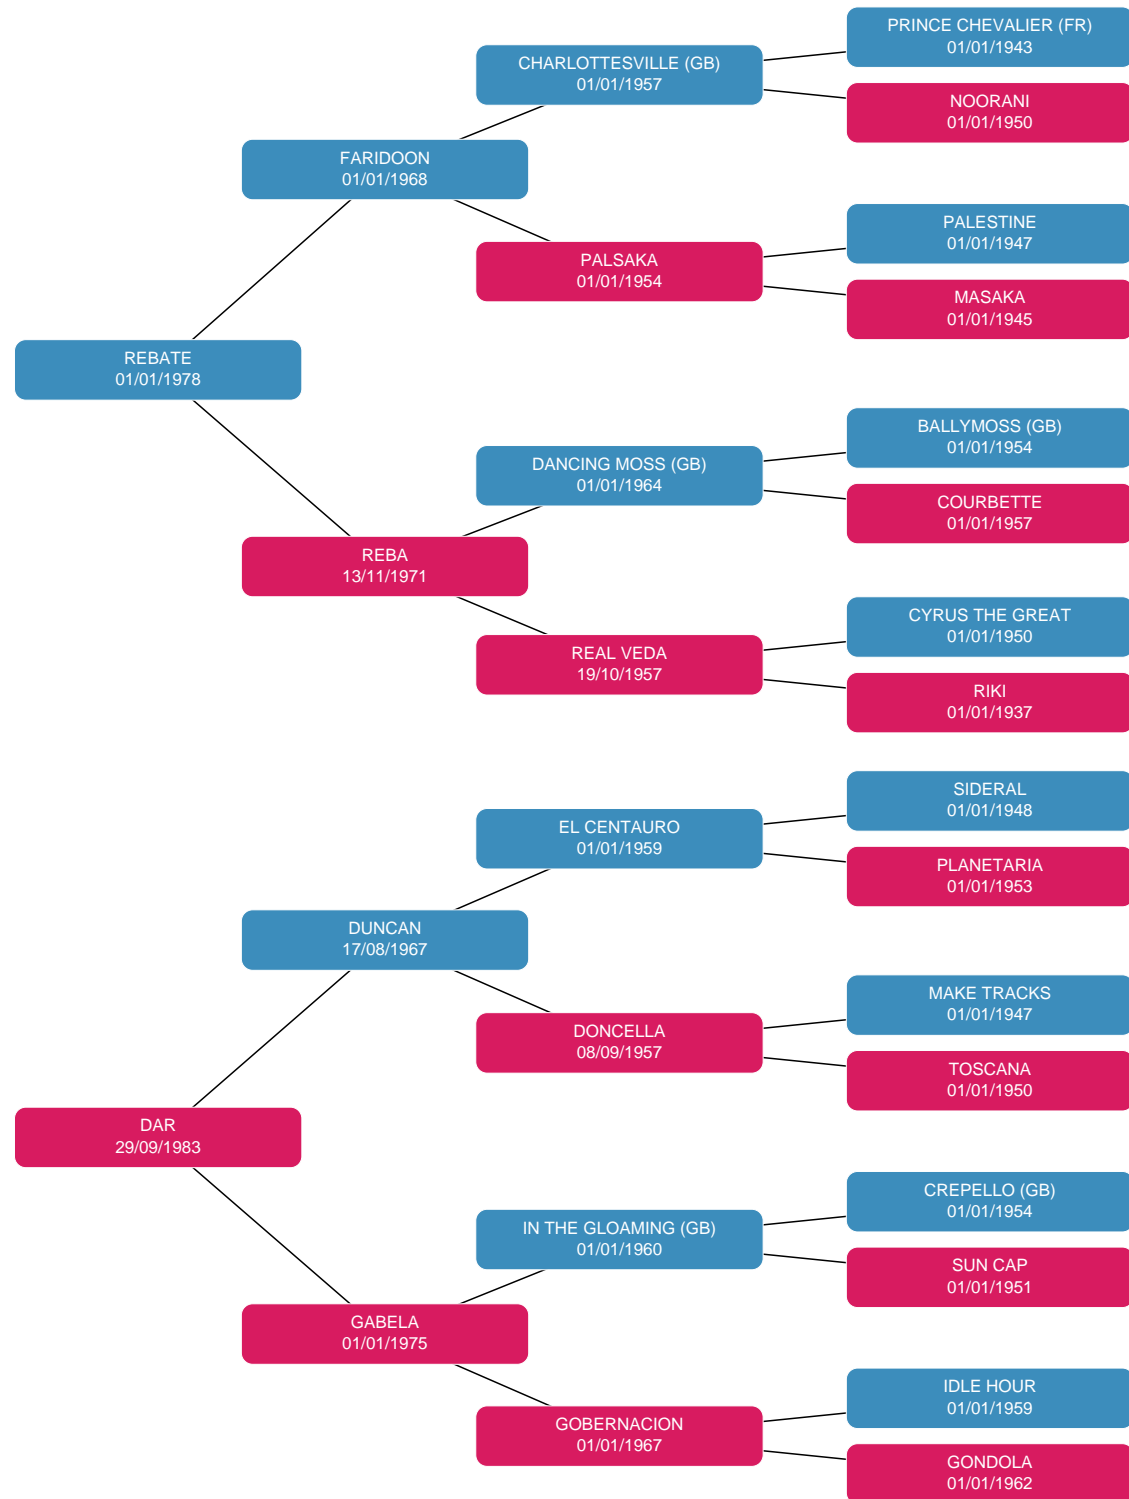 PRINCE CHEVALIER (FR)
01/01/1943
CHARLOTTESVILLE (GB)
01/01/1957
NOORANI
01/01/1950
FARIDOON
01/01/1968
PALESTINE
01/01/1947
PALSAKA
01/01/1954
MASAKA
01/01/1945
REBATE
01/01/1978
BALLYMOSS (GB)
01/01/1954
DANCING MOSS (GB)
01/01/1964
COURBETTE
01/01/1957
REBA
13/11/1971
CYRUS THE GREAT
01/01/1950
REAL VEDA
19/10/1957
RIKI
01/01/1937
SIDERAL
01/01/1948
EL CENTAURO
01/01/1959
PLANETARIA
01/01/1953
DUNCAN
17/08/1967
MAKE TRACKS
01/01/1947
DONCELLA
08/09/1957
TOSCANA
01/01/1950
DAR
29/09/1983
CREPELLO (GB)
01/01/1954
IN THE GLOAMING (GB)
01/01/1960
SUN CAP
01/01/1951
GABELA
01/01/1975
IDLE HOUR
01/01/1959
GOBERNACION
01/01/1967
GONDOLA
01/01/1962